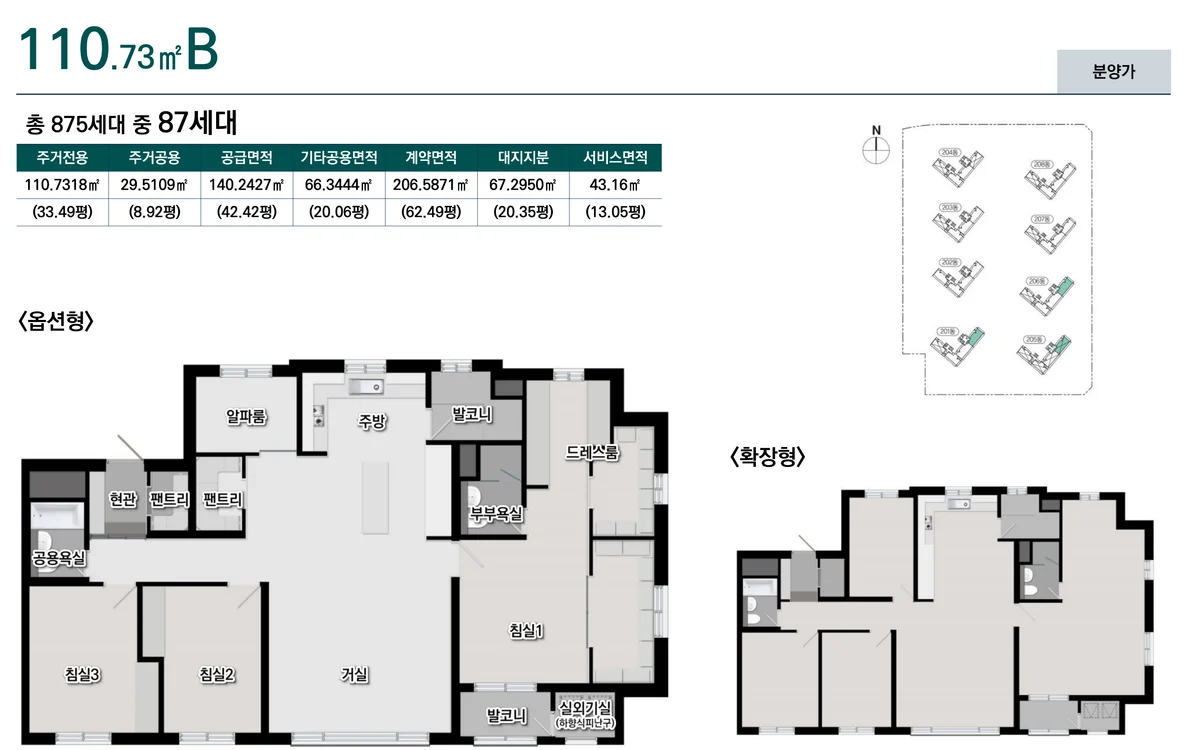 110.73㎡B
분양가
총 875세대 중 87세대
주거전용 주거공용 공급면적 기타공용면적 계약면적 대지지분 서비스면적
110.7318㎡ 29.5109㎡ 140.2427㎡ 66.3444㎡ 206.5871㎡ 67.2950㎡ 43.16㎡
(33.49평) (8.92평) (42.42평) (20.06평) (62.49평) (20.35평) (13.05평)
N
204동
208동
203동
207동
202동
206동
201동
205동
<옵션형>
알파룸
주방
발코니
드레스룸
현관
팬트리
팬트리
부부욕실
공용욕실
침실1
침실3
침실2
거실
발코니
실외기실
(하향식피난구)
<확장형>